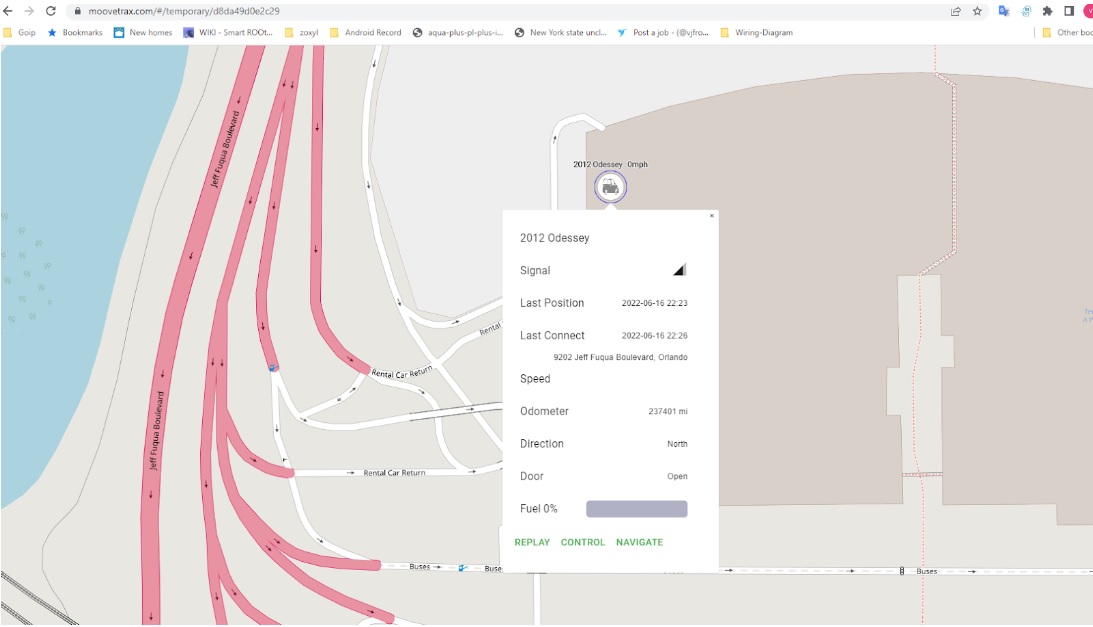 moovetrax.com/#/temporary/d8da49d0e2c29
Goip
Bookmarks
New homes
WIKI - Smart ROOt...
zoxyl
Android Record
aqua-plus-pl-plus-i...
New York state uncl...
Post a job - (@vjfro...
Wiring-Diagram
Other boo
Jeff Fuqua Boulevard
2012 Odessey 0mph
2012 Odessey
Signal
Last Position 2022-06-16 22:23
Last Connect 2022-06-16 22:26
9202 Jeff Fuqua Boulevard, Orlando
Speed
Odometer 237401 mi
Direction North
Door Open
Fuel 0%
REPLAY CONTROL NAVIGATE
Rental
Rental Car Return
Jeff Fuqua Boulevard
Rental Car Return
Buses
Buse
Buses